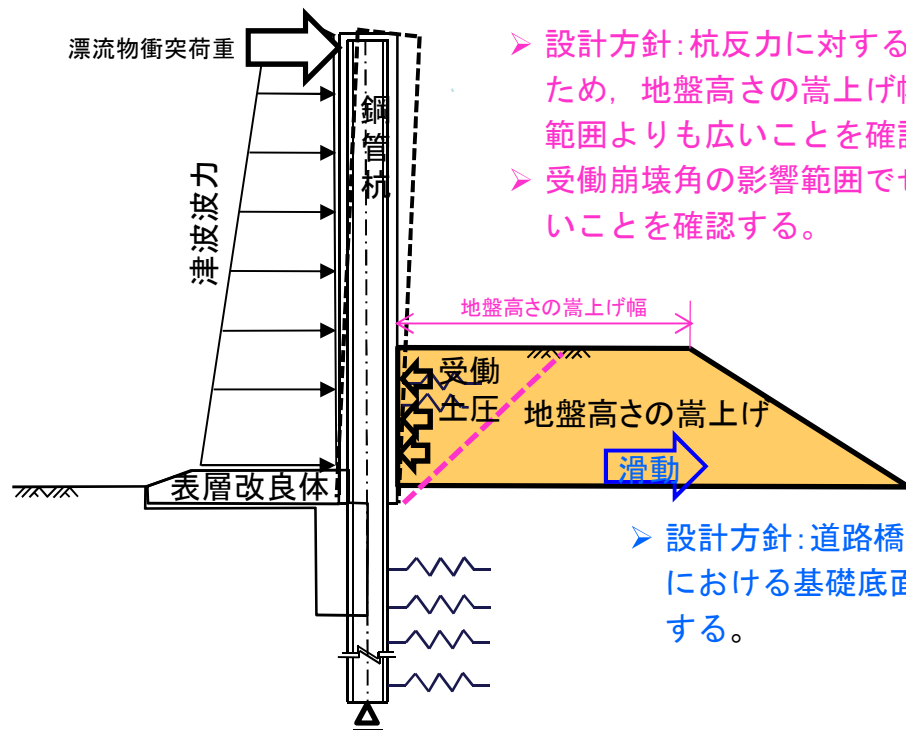 漂流物衝突荷重
➢ 設計方針:杭反力に対する
ため，地盤高さの嵩上げ幅
範囲よりも広いことを確認
➢ 受働崩壊角の影響範囲でせ
いことを確認する。
鋼管杭
津波波力
地盤高さの嵩上げ幅
受働
土圧
地盤高さの嵩上げ
滑動
表層改良体
➢ 設計方針:道路橋
における基礎底面
する。